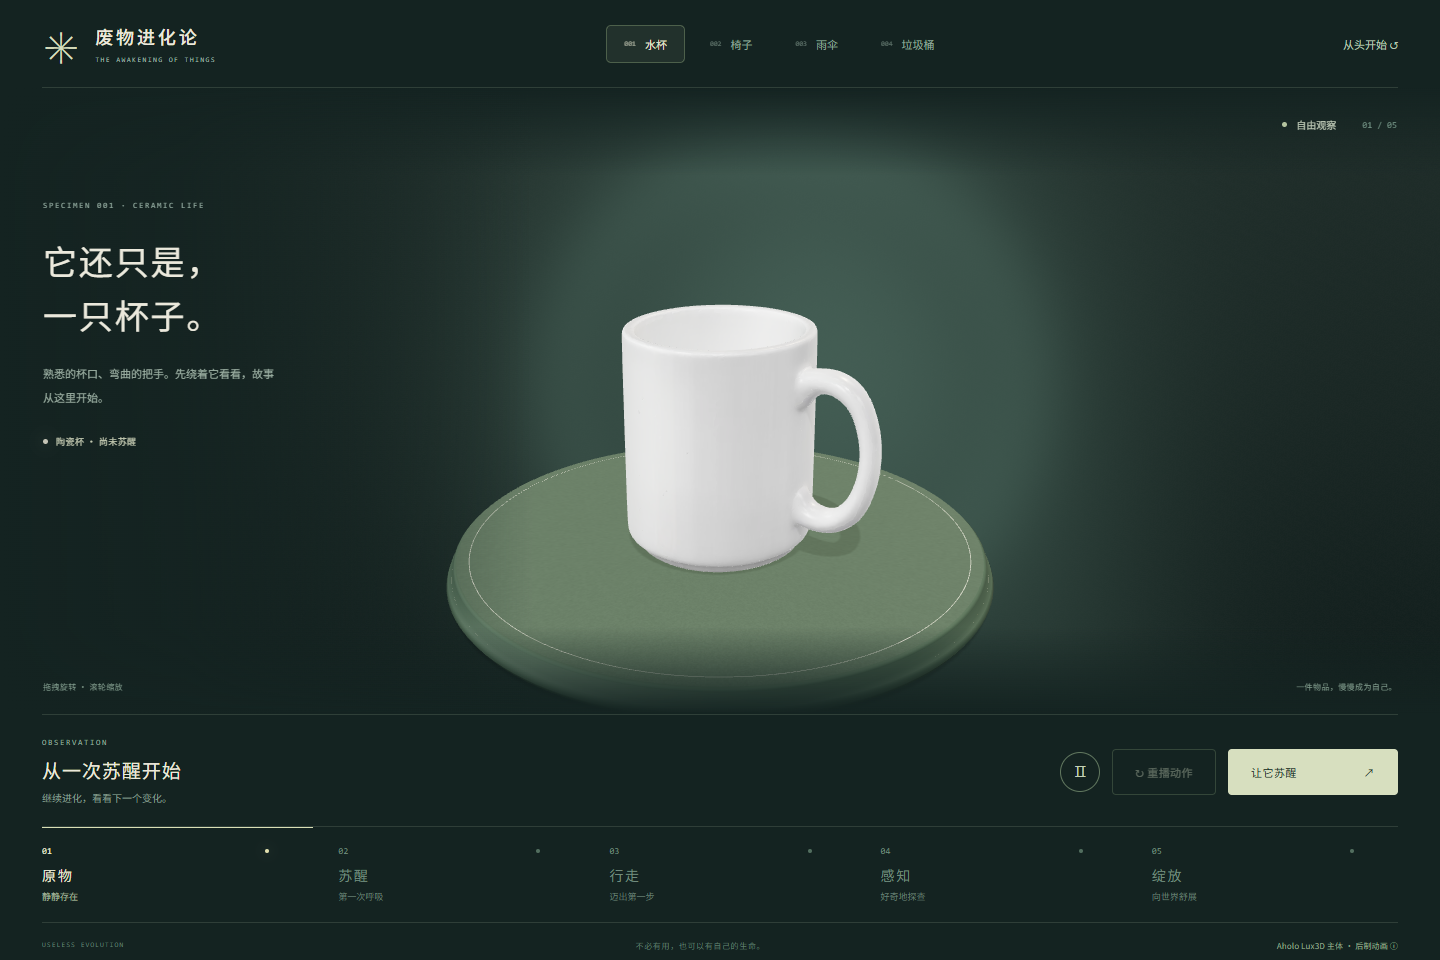 废物进化论
THE AWAKENING OF THINGS
001 水杯
002 椅子
003 雨伞
004 垃圾桶
从头开始 ↺
自由观察 01 / 05
SPECIMEN 001 · CERAMIC LIFE
它还只是，
一只杯子。
熟悉的杯口、弯曲的把手。先绕着它看看，故事
从这里开始。
陶瓷杯 · 尚未苏醒
拖拽旋转 · 滚轮缩放
一件物品，慢慢成为自己。
OBSERVATION
从一次苏醒开始
继续进化，看看下一个变化。
↻ 重播动作
让它苏醒 ↗
01
原物
静静存在
02
苏醒
第一次呼吸
03
行走
迈出第一步
04
感知
好奇地探查
05
绽放
向世界舒展
USELESS EVOLUTION
不必有用，也可以有自己的生命。
Aholo Lux3D 主体 · 后制动画 ⓘ